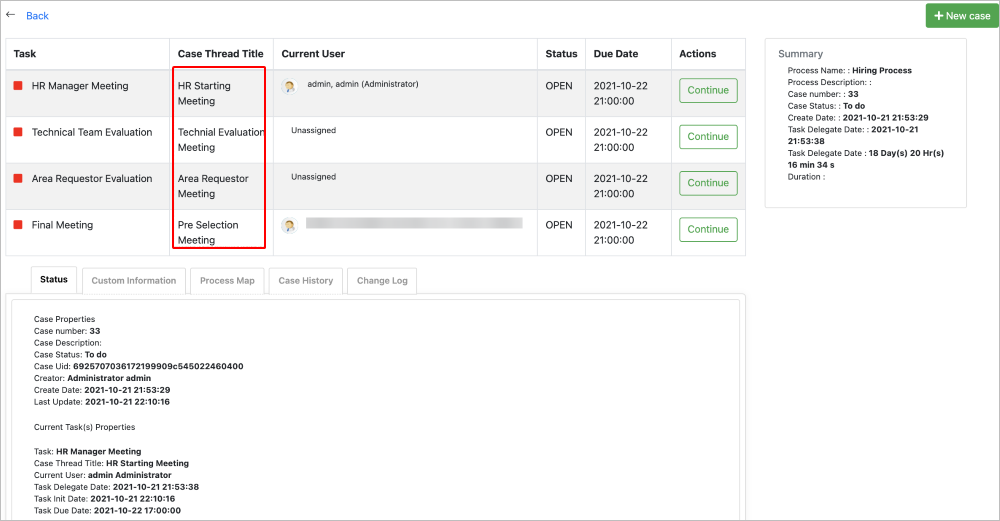 ← Back
+ New case
Task Case Thread Title Current User Status Due Date Actions
HR Manager Meeting HR Starting Meeting admin, admin (Administrator) OPEN 2021-10-22 21:00:00 Continue
Technical Team Evaluation Technial Evaluation Meeting Unassigned OPEN 2021-10-22 21:00:00 Continue
Area Requestor Evaluation Area Requestor Meeting Unassigned OPEN 2021-10-22 21:00:00 Continue
Final Meeting Pre Selection Meeting OPEN 2021-10-22 21:00:00 Continue
Summary
Process Name: : Hiring Process
Process Description: :
Case number: : 33
Case Status: : To do
Create Date: : 2021-10-21 21:53:29
Task Delegate Date: : 2021-10-21
21:53:38
Task Delegate Date : 18 Day(s) 20 Hr(s)
16 min 34 s
Duration :
Status Custom Information Process Map Case History Change Log
Case Properties
Case number: 33
Case Description:
Case Status: To do
Case Uid: 6925707036172199909c545022460400
Creator: Administrator admin
Create Date: 2021-10-21 21:53:29
Last Update: 2021-10-21 22:10:16
Current Task(s) Properties
Task: HR Manager Meeting
Case Thread Title: HR Starting Meeting
Current User: admin Administrator
Task Delegate Date: 2021-10-21 21:53:38
Task Init Date: 2021-10-21 22:10:16
Task Due Date: 2021-10-22 17:00:00